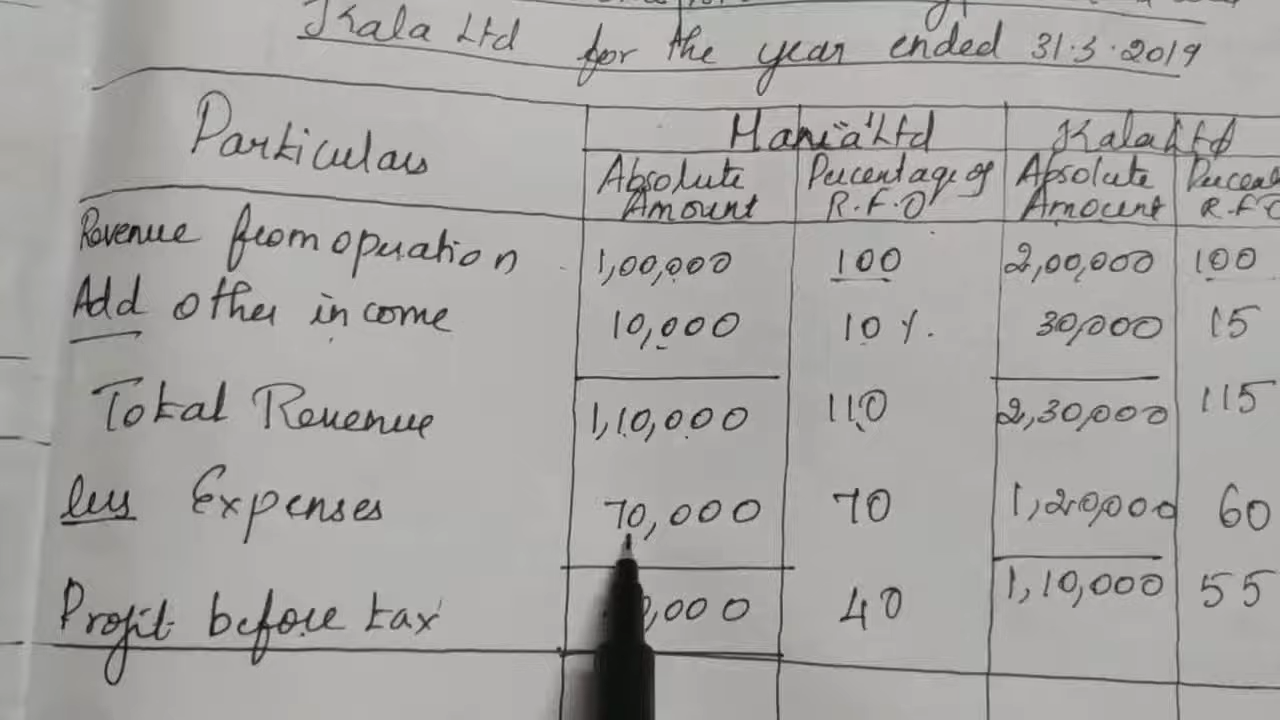 Kala Ltd for the year ended 31.3.2019
Particulars Maria Ltd Kala Ltd
Absolute Amount Percentage of R.F.O Absolute Amount R.F.O
Revenue from operation 1,00,000 100 2,00,000 100
Add other income 10,000 10 %. 30,000 15
Total Revenue 1,10,000 110 2,30,000 115
less Expenses 70,000 70 1,20,000 60
Profit before tax 0,000 40 1,10,000 55